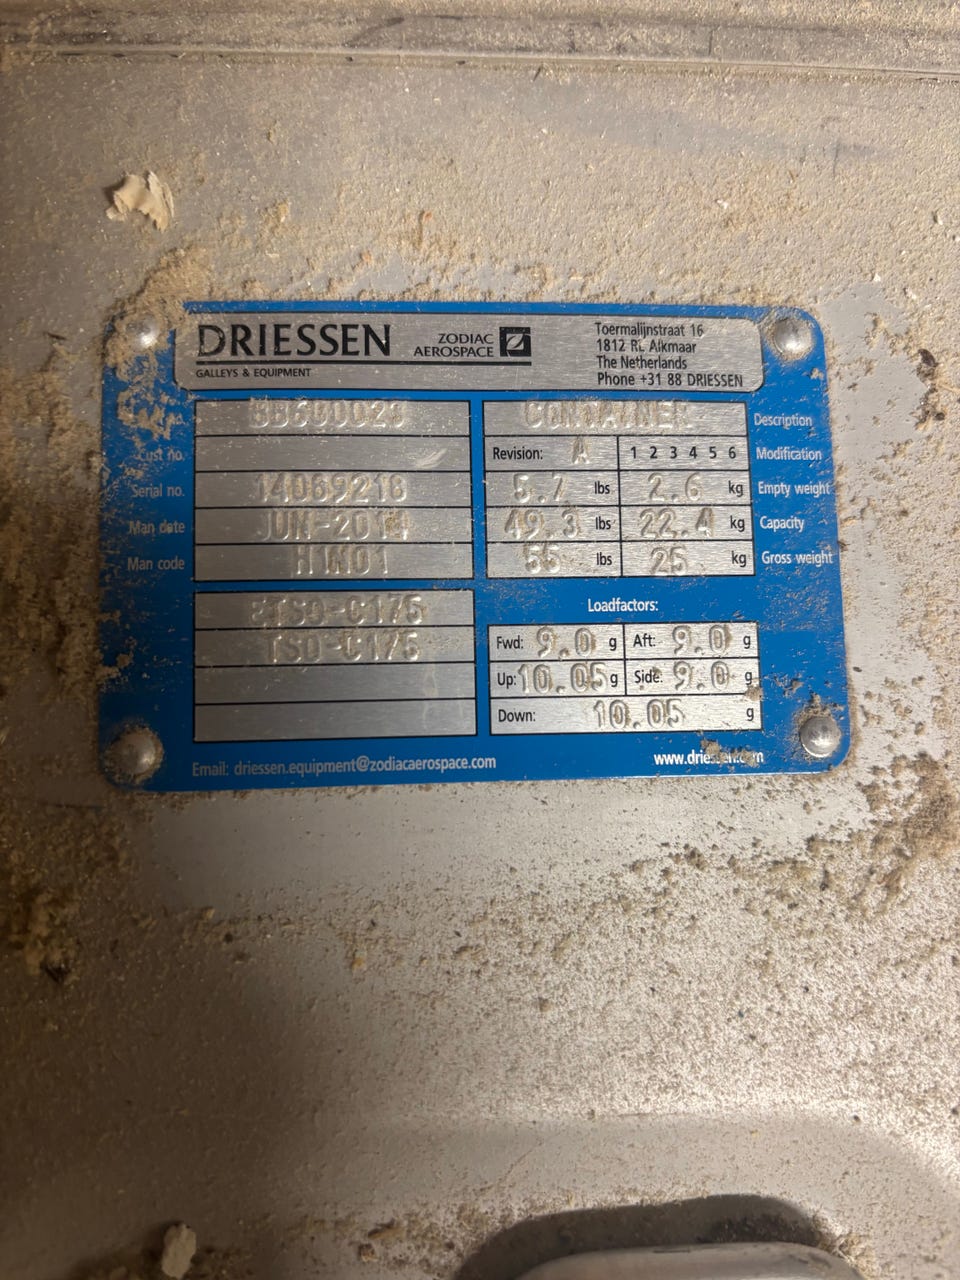 DRIESSEN
GALLEYS & EQUIPMENT
ZODIAC
AEROSPACE
Toermalijnstraat 16
1812 RL Alkmaar
The Netherlands
Phone +31 88 DRIESSEN
CONTAINER Description
Cust no.
Revision: A 1 2 3 4 5 6 Modification
Serial no. 14069218
5.7 lbs 2.6 kg Empty weight
Man date JUN-2014
49.3 lbs 22.4 kg Capacity
Man code H1M01
55 lbs 25 kg Gross weight
ETSO-C175
TSO-C175
Loadfactors:
Fwd: 9.0 g Aft: 9.0 g
Up: 10.05 g Side: 9.0 g
Down: 10.05 g
Email: driessen.equipment@zodiacaerospace.com
www.driessen.com